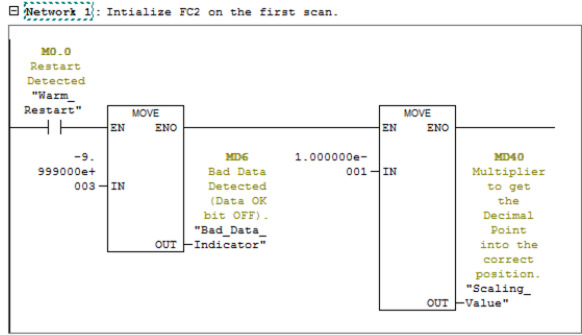 Network 1: Intialize FC2 on the first scan.
M0.0
Restart
Detected
"Warm_
Restart"
MOVE
EN ENO
-9.
999000e+
003
IN
OUT
MD6
Bad Data
Detected
(Data OK
bit OFF).
"Bad_Data_
Indicator"
MOVE
EN ENO
1.000000e-
001
IN
OUT
MD40
Multiplier
to get
the
Decimal
Point
into the
correct
position.
"Scaling_
Value"